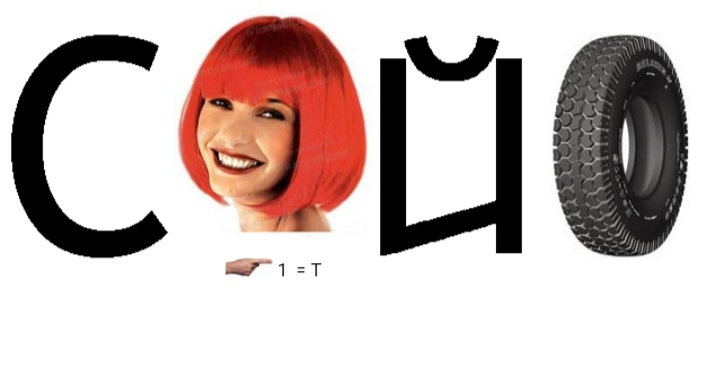 С Й
1 = Т